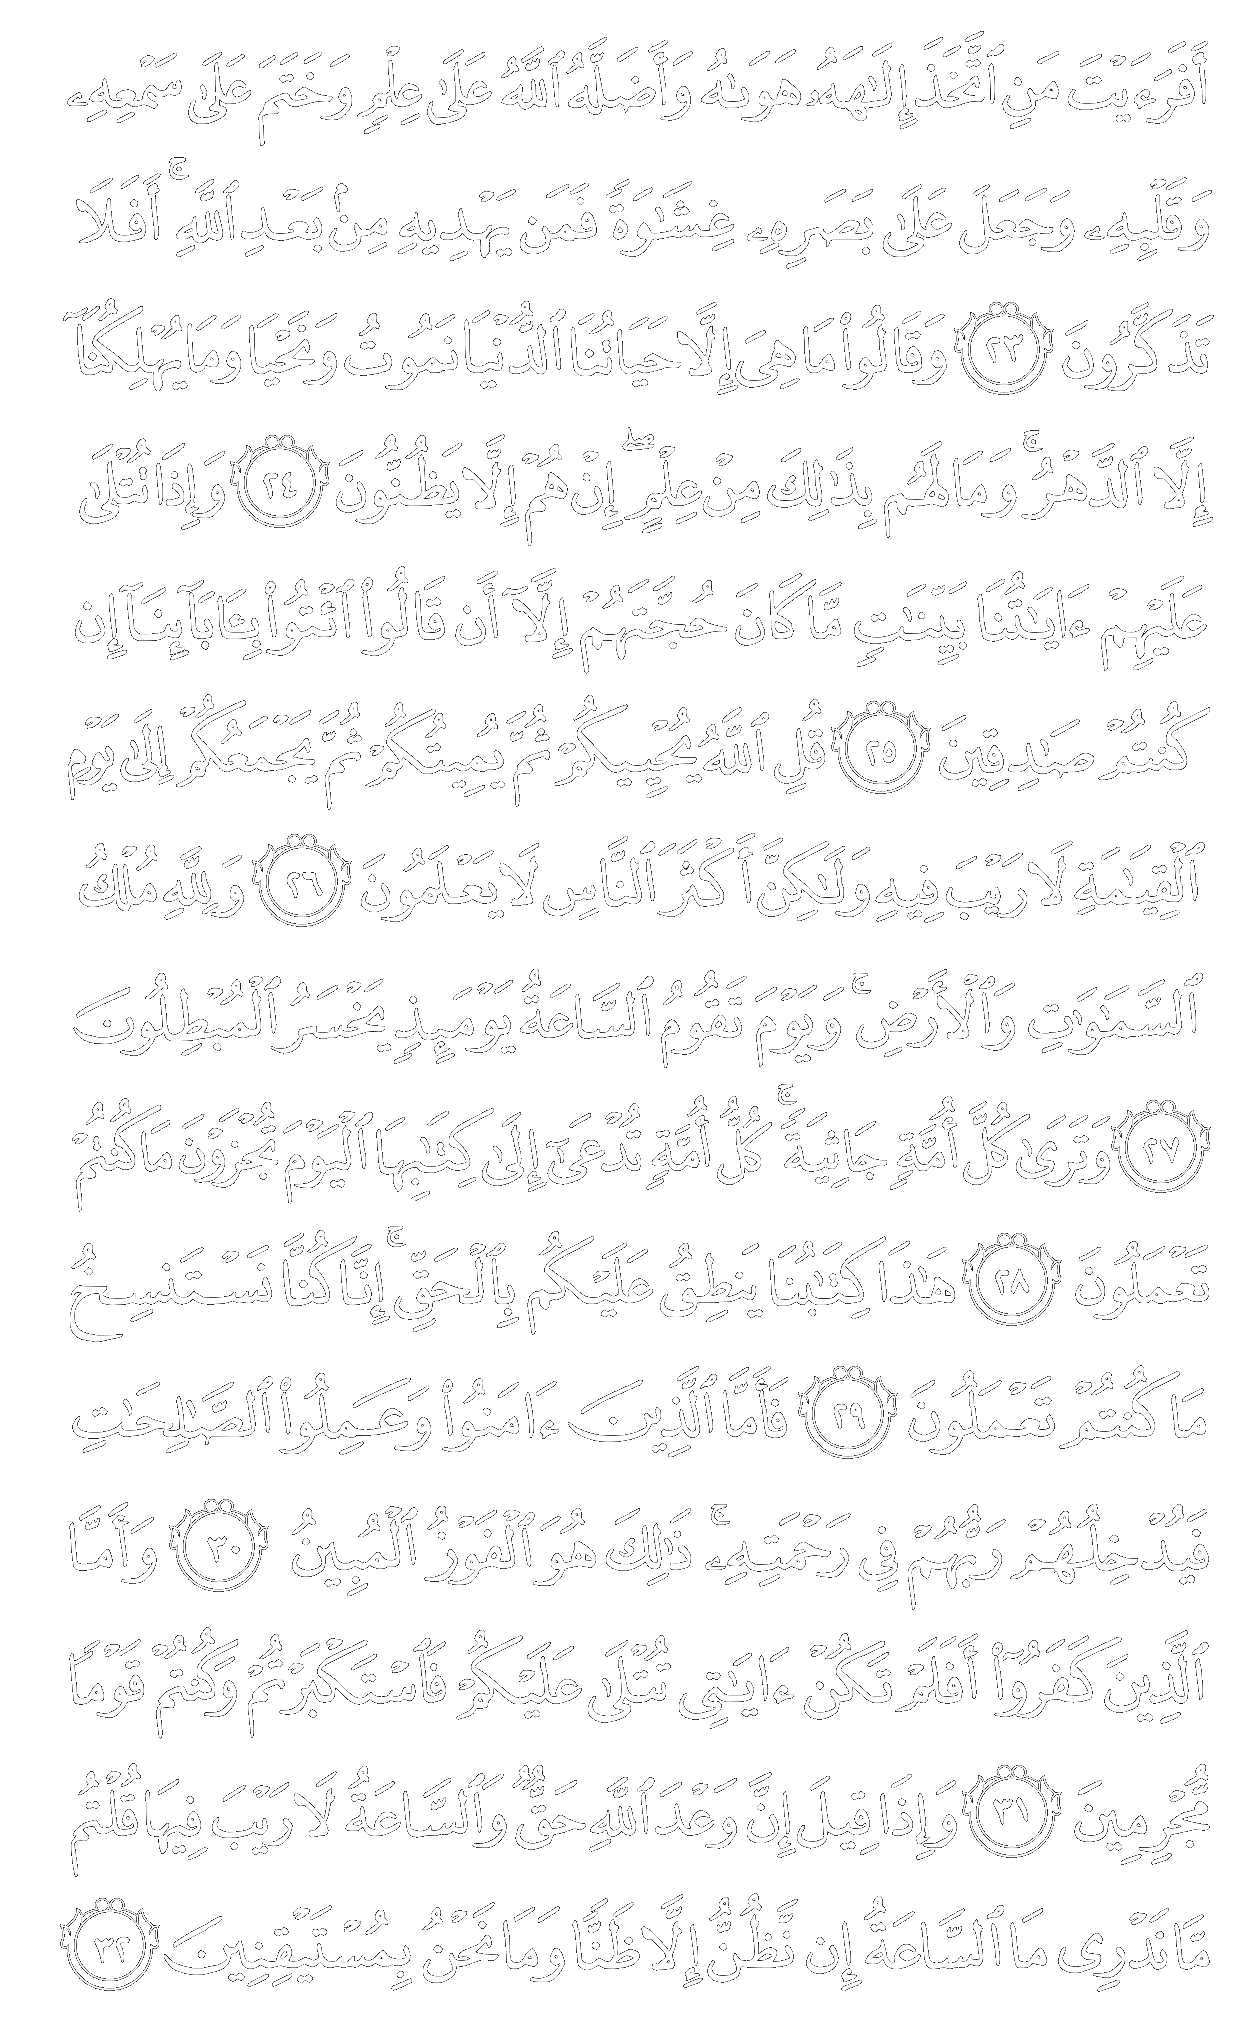 أَفَرَءَيْتَ مَنِ ٱتَّخَذَ إِلَـٰهَهُۥ هَوَىٰهُ وَأَضَلَّهُ ٱللَّهُ عَلَىٰ عِلْمٍ وَخَتَمَ عَلَىٰ سَمْعِهِۦ
وَقَلْبِهِۦ وَجَعَلَ عَلَىٰ بَصَرِهِۦ غِشَـٰوَةً فَمَن يَهْدِيهِ مِنۢ بَعْدِ ٱللَّهِ ۚ أَفَلَا
تَذَكَّرُونَ ٢٣ وَقَالُوا۟ مَا هِىَ إِلَّا حَيَاتُنَا ٱلدُّنْيَا نَمُوتُ وَنَحْيَا وَمَا يُهْلِكُنَآ
إِلَّا ٱلدَّهْرُ ۚ وَمَا لَهُم بِذَٰلِكَ مِنْ عِلْمٍ ۖ إِنْ هُمْ إِلَّا يَظُنُّونَ ٢٤ وَإِذَا تُتْلَىٰ
عَلَيْهِمْ ءَايَـٰتُنَا بَيِّنَـٰتٍ مَّا كَانَ حُجَّتَهُمْ إِلَّآ أَن قَالُوا۟ ٱئْتُوا۟ بِـَٔابَآئِنَآ إِن
كُنتُمْ صَـٰدِقِينَ ٢٥ قُلِ ٱللَّهُ يُحْيِيكُمْ ثُمَّ يُمِيتُكُمْ ثُمَّ يَجْمَعُكُمْ إِلَىٰ يَوْمِ
ٱلْقِيَـٰمَةِ لَا رَيْبَ فِيهِ وَلَـٰكِنَّ أَكْثَرَ ٱلنَّاسِ لَا يَعْلَمُونَ ٢٦ وَلِلَّهِ مُلْكُ
ٱلسَّمَـٰوَٰتِ وَٱلْأَرْضِ ۚ وَيَوْمَ تَقُومُ ٱلسَّاعَةُ يَوْمَئِذٍ يَخْسَرُ ٱلْمُبْطِلُونَ
٢٧ وَتَرَىٰ كُلَّ أُمَّةٍ جَاثِيَةً ۚ كُلُّ أُمَّةٍ تُدْعَىٰٓ إِلَىٰ كِتَـٰبِهَا ٱلْيَوْمَ تُجْزَوْنَ مَا كُنتُمْ
تَعْمَلُونَ ٢٨ هَـٰذَا كِتَـٰبُنَا يَنطِقُ عَلَيْكُم بِٱلْحَقِّ ۚ إِنَّا كُنَّا نَسْتَنسِخُ
مَا كُنتُمْ تَعْمَلُونَ ٢٩ فَأَمَّا ٱلَّذِينَ ءَامَنُوا۟ وَعَمِلُوا۟ ٱلصَّـٰلِحَـٰتِ
فَيُدْخِلُهُمْ رَبُّهُمْ فِى رَحْمَتِهِۦ ۚ ذَٰلِكَ هُوَ ٱلْفَوْزُ ٱلْمُبِينُ ٣٠ وَأَمَّا
ٱلَّذِينَ كَفَرُوٓا۟ أَفَلَمْ تَكُنْ ءَايَـٰتِى تُتْلَىٰ عَلَيْكُمْ فَٱسْتَكْبَرْتُمْ وَكُنتُمْ قَوْمًا
مُّجْرِمِينَ ٣١ وَإِذَا قِيلَ إِنَّ وَعْدَ ٱللَّهِ حَقٌّ وَٱلسَّاعَةُ لَا رَيْبَ فِيهَا قُلْتُم
مَّا نَدْرِى مَا ٱلسَّاعَةُ إِن نَّظُنُّ إِلَّا ظَنًّا وَمَا نَحْنُ بِمُسْتَيْقِنِينَ ٣٢